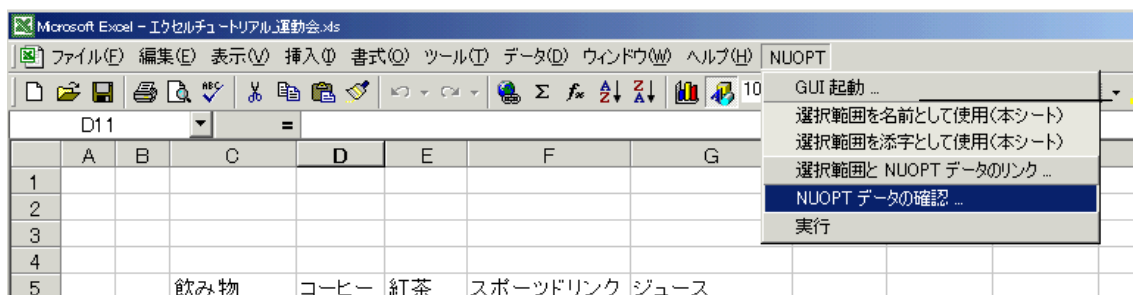 Microsoft Excel - エクセルチュートリアル_運動会.xls
ファイル(F) 編集(E) 表示(V) 挿入(I) 書式(O) ツール(T) データ(D) ウィンドウ(W) ヘルプ(H) NUOPT
ABC Σ fx A Z Z A 10
GUI 起動 ...
選択範囲を名前として使用(本シート)
選択範囲を添字として使用(本シート)
選択範囲と NUOPT データのリンク ...
NUOPT データの確認 ...
実行
D11 =
A B C D E F G
1
2
3
4
5 飲み物 コーヒー 紅茶 スポーツドリンク ジュース